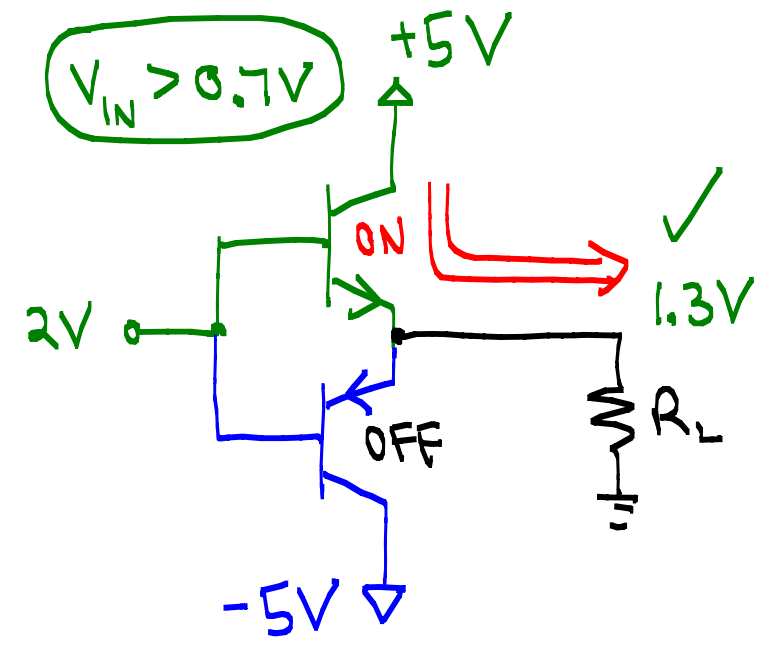 +5V
V_IN > 0.7V
ON
2V
1.3V
OFF
R_L
-5V